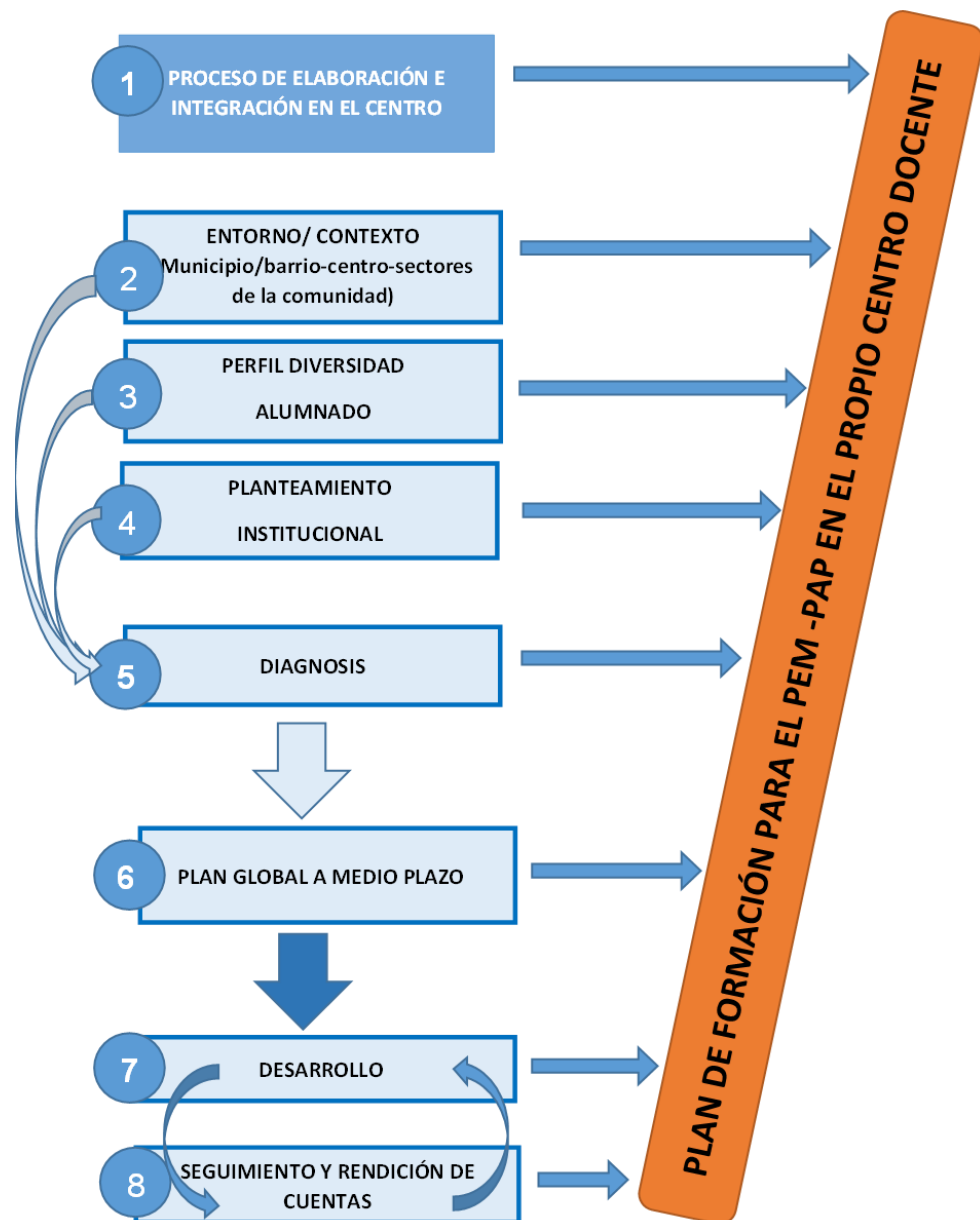 1
PROCESO DE ELABORACIÓN E
INTEGRACIÓN EN EL CENTRO
2
ENTORNO/ CONTEXTO
Municipio/barrio-centro-sectores
de la comunidad)
3
PERFIL DIVERSIDAD
ALUMNADO
4
PLANTEAMIENTO
INSTITUCIONAL
5
DIAGNOSIS
6
PLAN GLOBAL A MEDIO PLAZO
7
DESARROLLO
8
SEGUIMIENTO Y RENDICIÓN DE
CUENTAS
PLAN DE FORMACIÓN PARA EL PEM -PAP EN EL PROPIO CENTRO DOCENTE